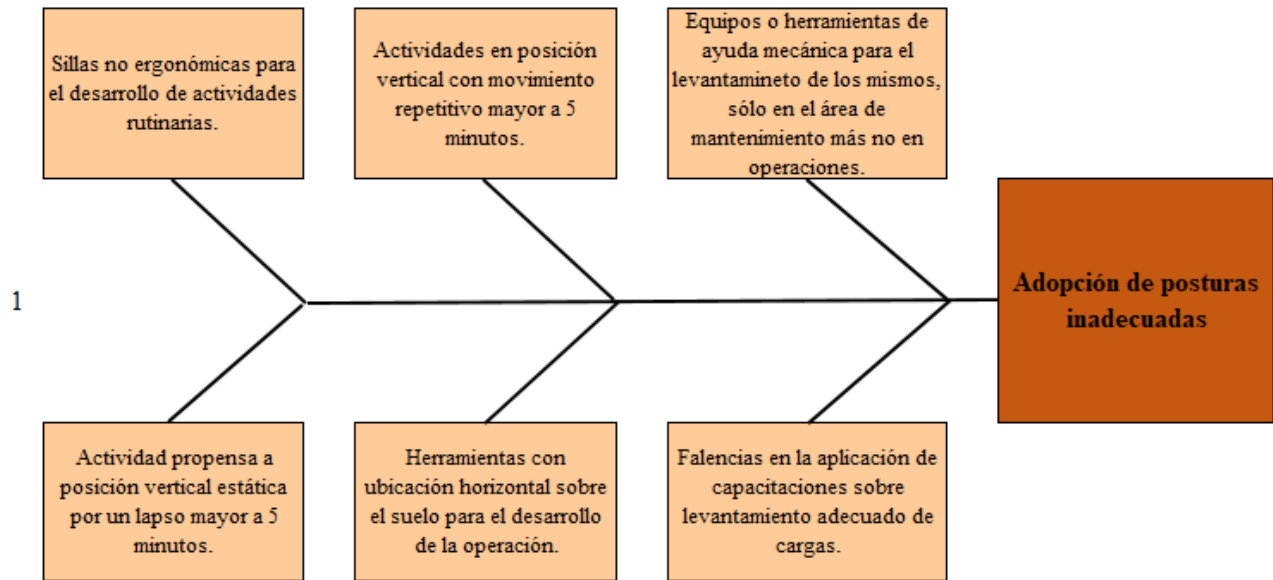 Sillas no ergonómicas para
el desarrollo de actividades
rutinarias.
Actividades en posición
vertical con movimiento
repetitivo mayor a 5
minutos.
Equipos o herramientas de
ayuda mecánica para el
levantamineto de los mismos,
sólo en el área de
mantenimiento más no en
operaciones.
1
Adopción de posturas
inadecuadas
Actividad propensa a
posición vertical estática
por un lapso mayor a 5
minutos.
Herramientas con
ubicación horizontal sobre
el suelo para el desarrollo
de la operación.
Falencias en la aplicación de
capacitaciones sobre
levantamiento adecuado de
cargas.